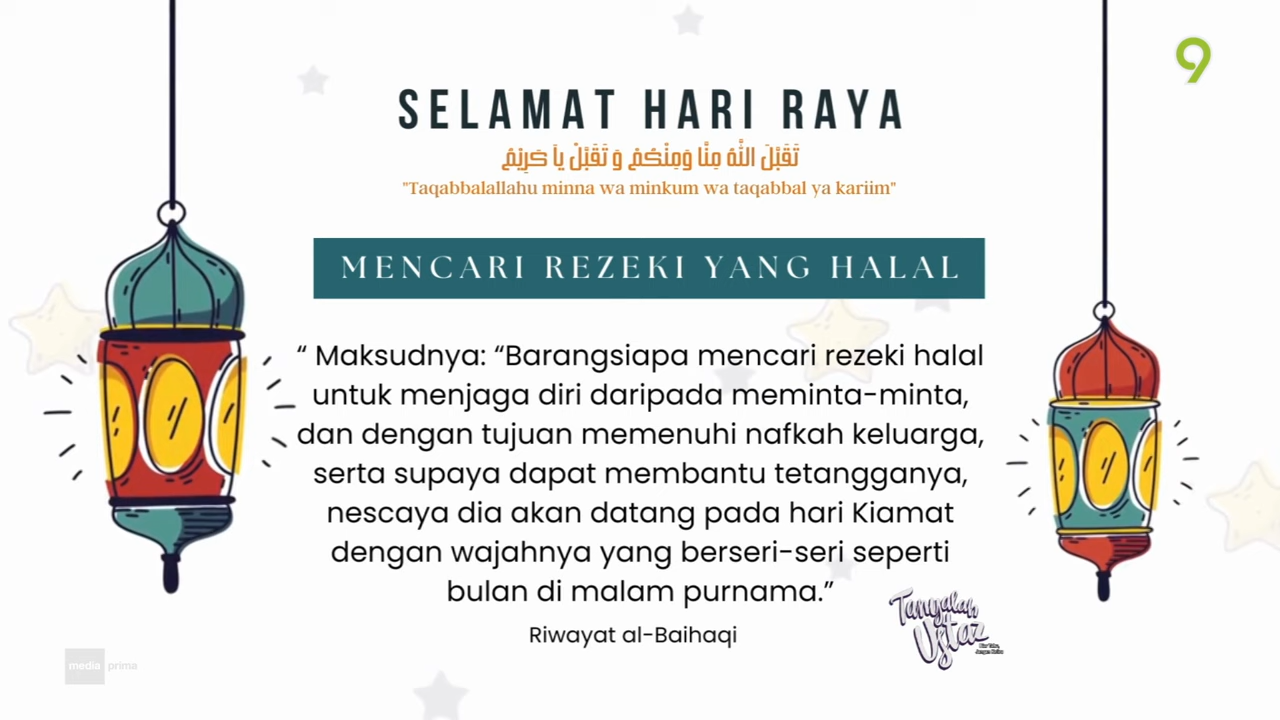 9
SELAMAT HARI RAYA
تَقَبَّلَ اللَّهُ مِنَّا وَمِنْكُمْ وَ تَقَبَّلْ يَا كَرِيْمُ
"Taqabbalallahu minna wa minkum wa taqabbal ya kariim"
MENCARI REZEKI YANG HALAL
“ Maksudnya: “Barangsiapa mencari rezeki halal
untuk menjaga diri daripada meminta-minta,
dan dengan tujuan memenuhi nafkah keluarga,
serta supaya dapat membantu tetangganya,
nescaya dia akan datang pada hari Kiamat
dengan wajahnya yang berseri-seri seperti
bulan di malam purnama.”
Riwayat al-Baihaqi
Tanyalah
Ustaz
media prima